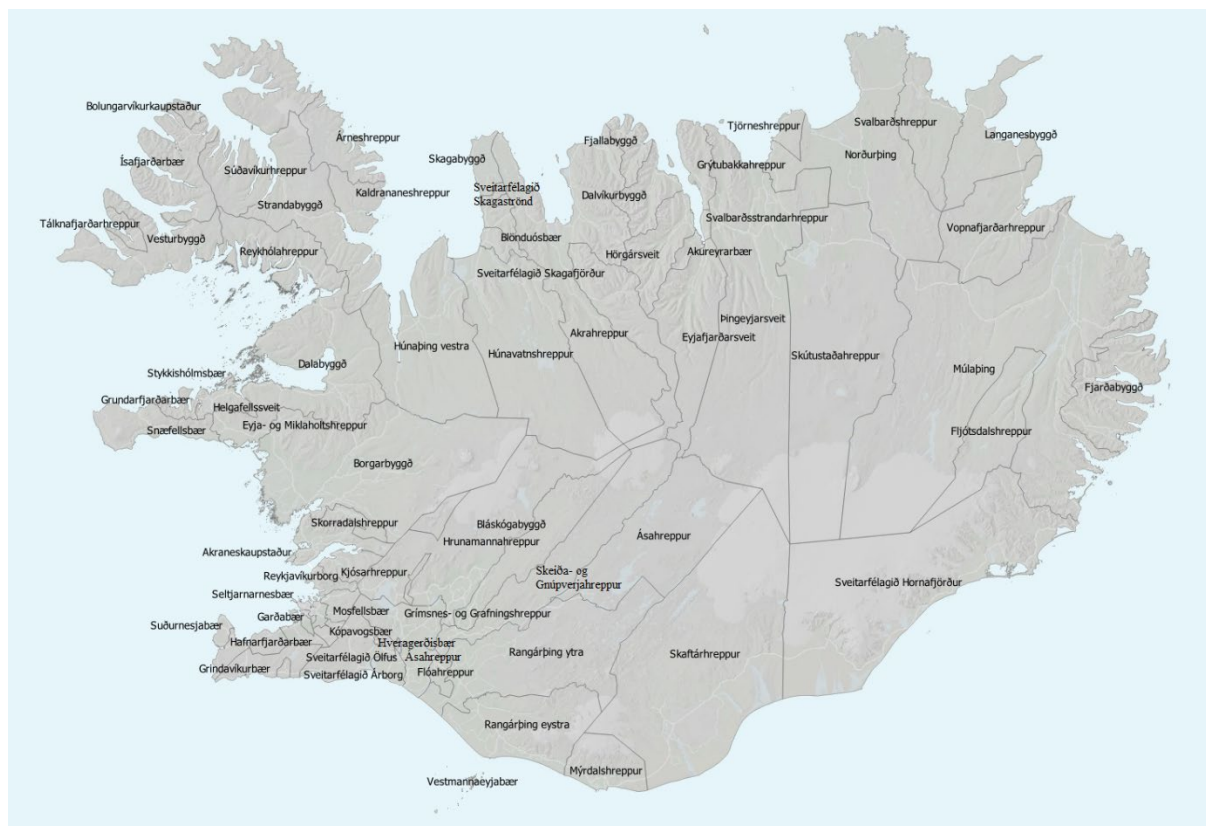 Bolungarvíkurkaupstaður
Árneshreppur
Ísafjarðarbær
Súðavíkurhreppur
Kaldrananeshreppur
Strandabyggð
Tálknafjarðarhreppur
Vesturbyggð
Reykhólahreppur
Skagabyggð
Sveitarfélagið
Skagaströnd
Blönduósbær
Sveitarfélagið Skagafjörður
Fjallabyggð
Dalvíkurbyggð
Hörgársveit
Tjörneshreppur
Grýtubakkahreppur
Svalbarðsstrandarhreppur
Akureyrarbær
Svalbarðshreppur
Norðurþing
Langanesbyggð
Vopnafjarðarhreppur
Þingeyjarsveit
Eyjafjarðarsveit
Akrahreppur
Húnavatnshreppur
Húnaþing vestra
Skútustaðahreppur
Múlaþing
Fjarðabyggð
Fljótsdalshreppur
Dalabyggð
Stykkishólmsbær
Grundarfjarðarbær
Helgafellssveit
Snæfellsbær
Eyja- og Miklaholtshreppur
Borgarbyggð
Skorradalshreppur
Bláskógabyggð
Hrunamannahreppur
Ásahreppur
Akraneskaupstaður
Reykjavíkurborg
Kjósarhreppur
Skeiða- og
Gnúpverjahreppur
Sveitarfélagið Hornafjörður
Seltjarnarnesbær
Mosfellsbær
Grímsnes- og Grafningshreppur
Garðabær
Suðurnesjabær
Kópavogsbær
Hafnarfjarðarbær
Hveragerðisbær
Sveitarfélagið Ölfus
Ásahreppur
Rangárþing ytra
Skaftárhreppur
Grindavíkurbær
Sveitarfélagið Árborg
Flóahreppur
Rangárþing eystra
Mýrdalshreppur
Vestmannaeyjabær